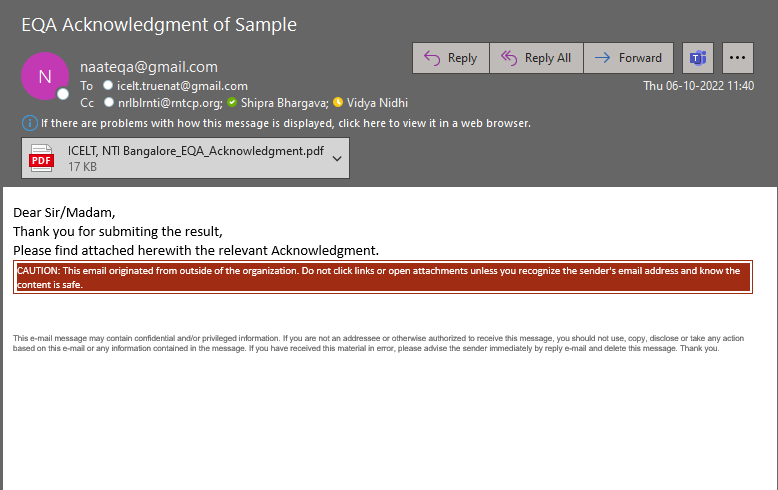 EQA Acknowledgment of Sample
Reply
Reply All
Forward
N
naateqa@gmail.com
To icelt.truenat@gmail.com
Thu 06-10-2022 11:40
Cc nrlblrnti@rntcp.org; Shipra Bhargava; Vidya Nidhi
If there are problems with how this message is displayed, click here to view it in a web browser.
PDF
ICELT, NTI Bangalore_EQA_Acknowledgment.pdf
17 KB
Dear Sir/Madam,
Thank you for submiting the result,
Please find attached herewith the relevant Acknowledgment.
CAUTION: This email originated from outside of the organization. Do not click links or open attachments unless you recognize the sender's email address and know the
content is safe.
This e-mail message may contain confidential and/or privileged information. If you are not an addressee or otherwise authorized to receive this message, you should not use, copy, disclose or take any action
based on this e-mail or any information contained in the message. If you have received this material in error, please advise the sender immediately by reply e-mail and delete this message. Thank you.